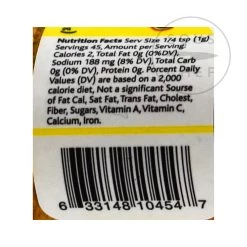 Nutrition Facts Serv Size 1/4 tsp (1g)
Servings 45, Amount per Serving:
Calories 2, Total Fat 0g (0%DV),
Sodium 188 mg (8% DV), Total Carb
0g (0% DV), Protein 0g. Porcent Daily
Values (DV) are based on a 2,000
calorie diet, Not a significant Sourse
of Fat Cal, Sat Fat, Trans Fat, Cholest,
Fiber, Sugars, Vitamin A, Vitamin C,
Calcium, Iron.
6 33148 10454 7